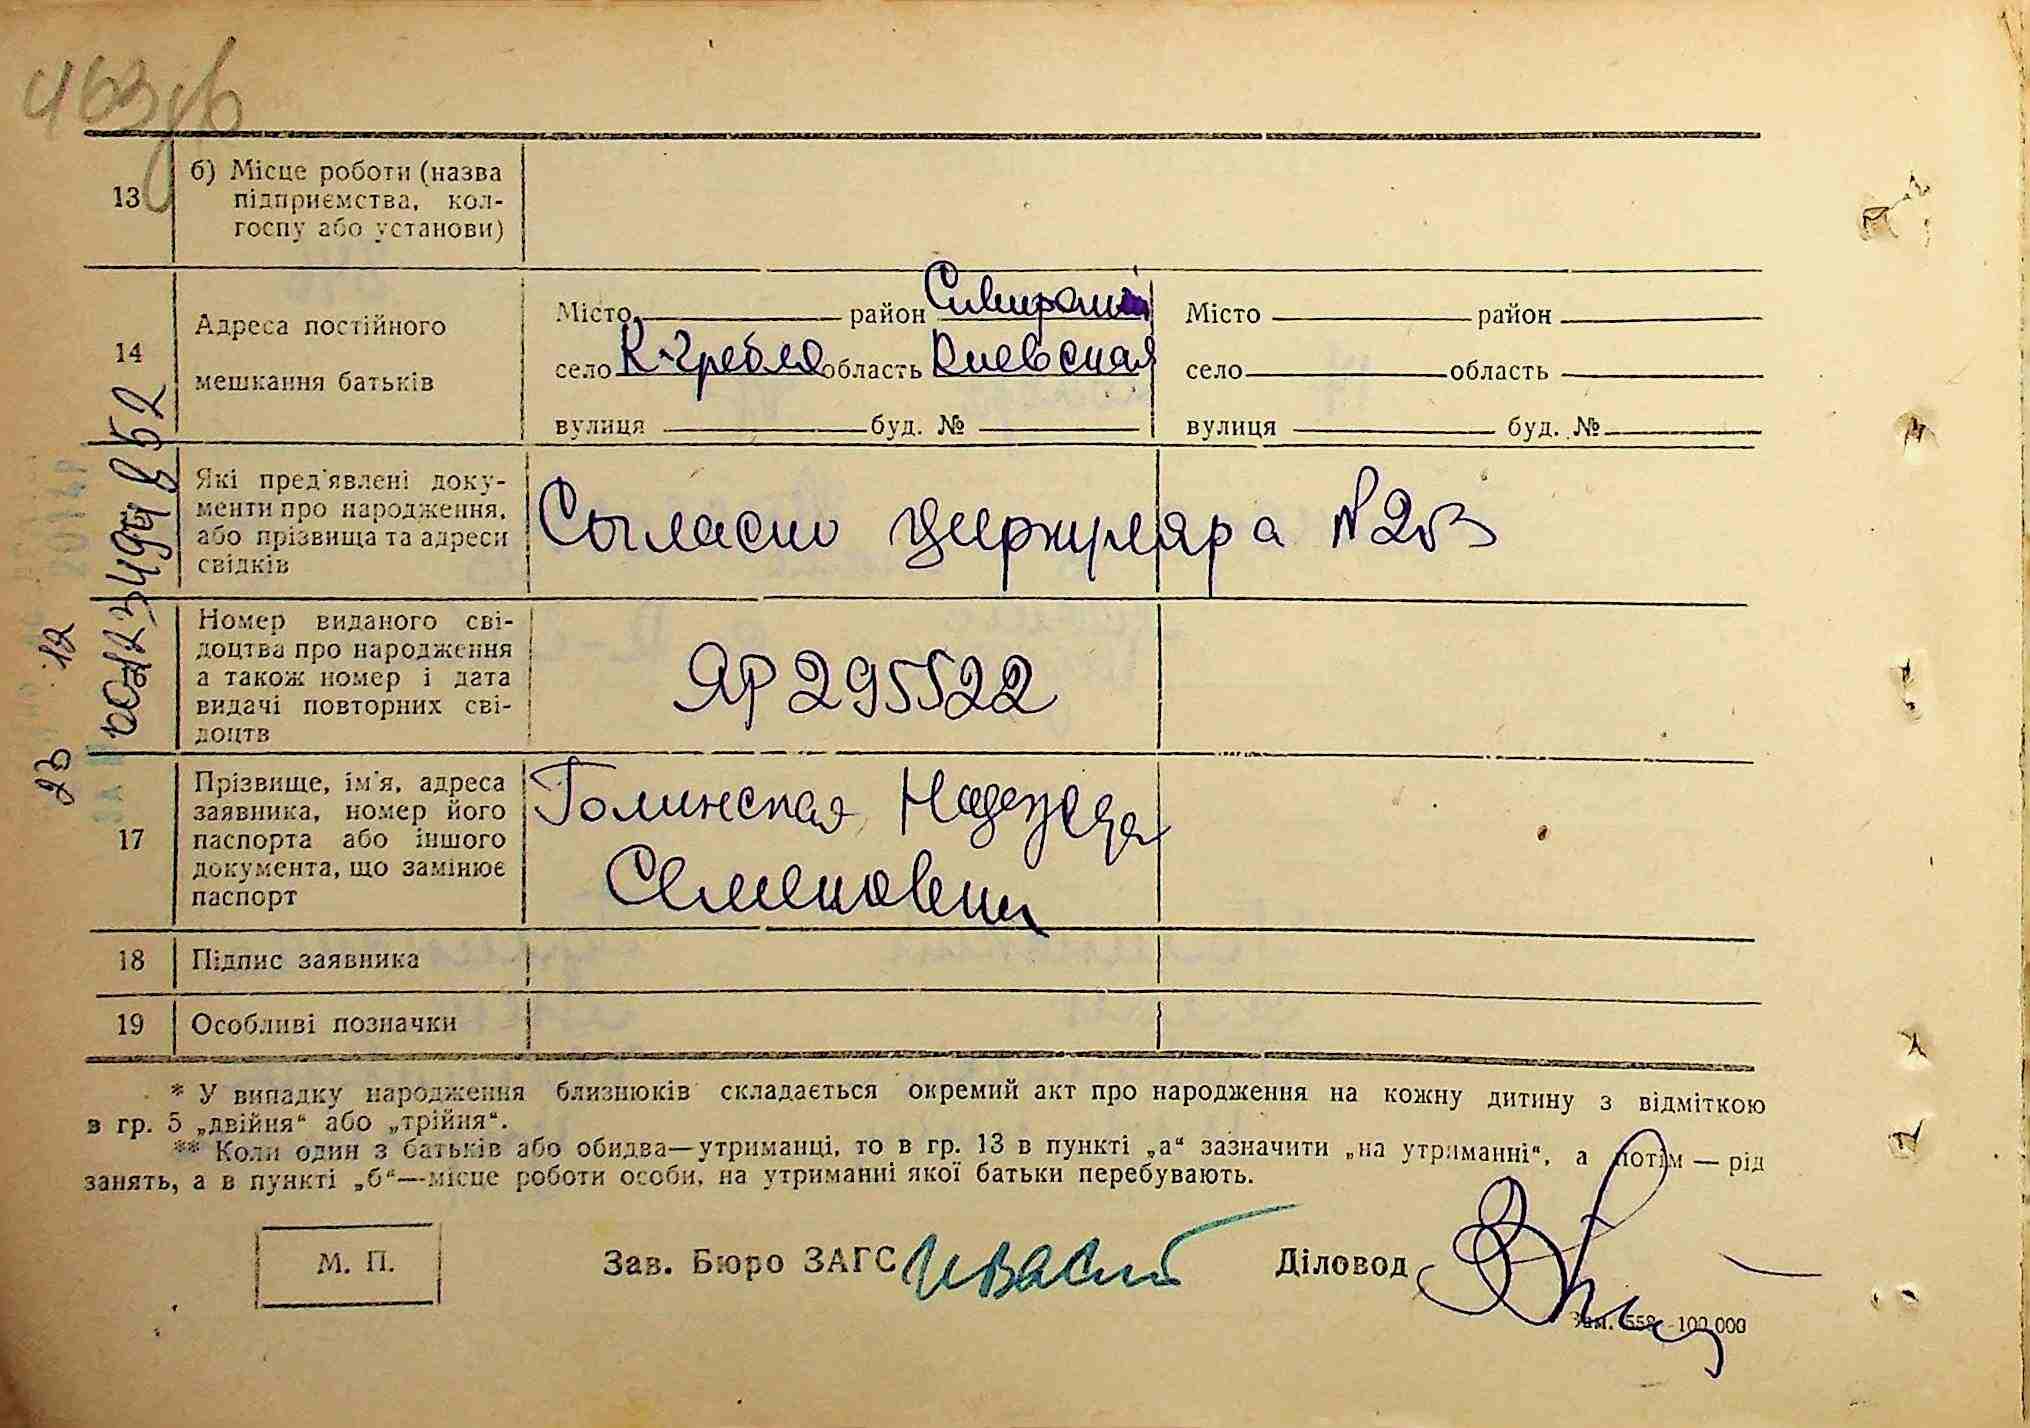 463
13
б) Місце роботи (назва
підприємства, кол-
госпу або установи)
14
Адреса постійного
мешкання батьків
Місто район
село К-Гребля область Киевская
вулиця буд. №
Місто район
село область
вулиця буд. №
Які пред'явлені доку-
менти про народження,
або прізвища та адреси
свідків
Согласно циркуляра №203
Номер виданого сві-
доцтва про народження
а також номер і дата
видачі повторних сві-
доцтв
ЯР 295522
17
Прізвище, ім'я, адреса
заявника, номер його
паспорта або іншого
документа, що замінює
паспорт
Голинская Надежда
Семеновна
18
Підпис заявника
19
Особливі позначки
* У випадку народження близнюків складається окремий акт про народження на кожну дитину з відміткою
в гр. 5 „двійня“ або „трійня“.
** Коли один з батьків або обидва—утриманці, то в гр. 13 в пункті „а“ зазначити „на утриманні“, а потім — рід
занять, а в пункті „б“—місце роботи особи, на утриманні якої батьки перебувають.
М. П.
Зав. Бюро ЗАГС
Діловод
Зам. 558—100.000